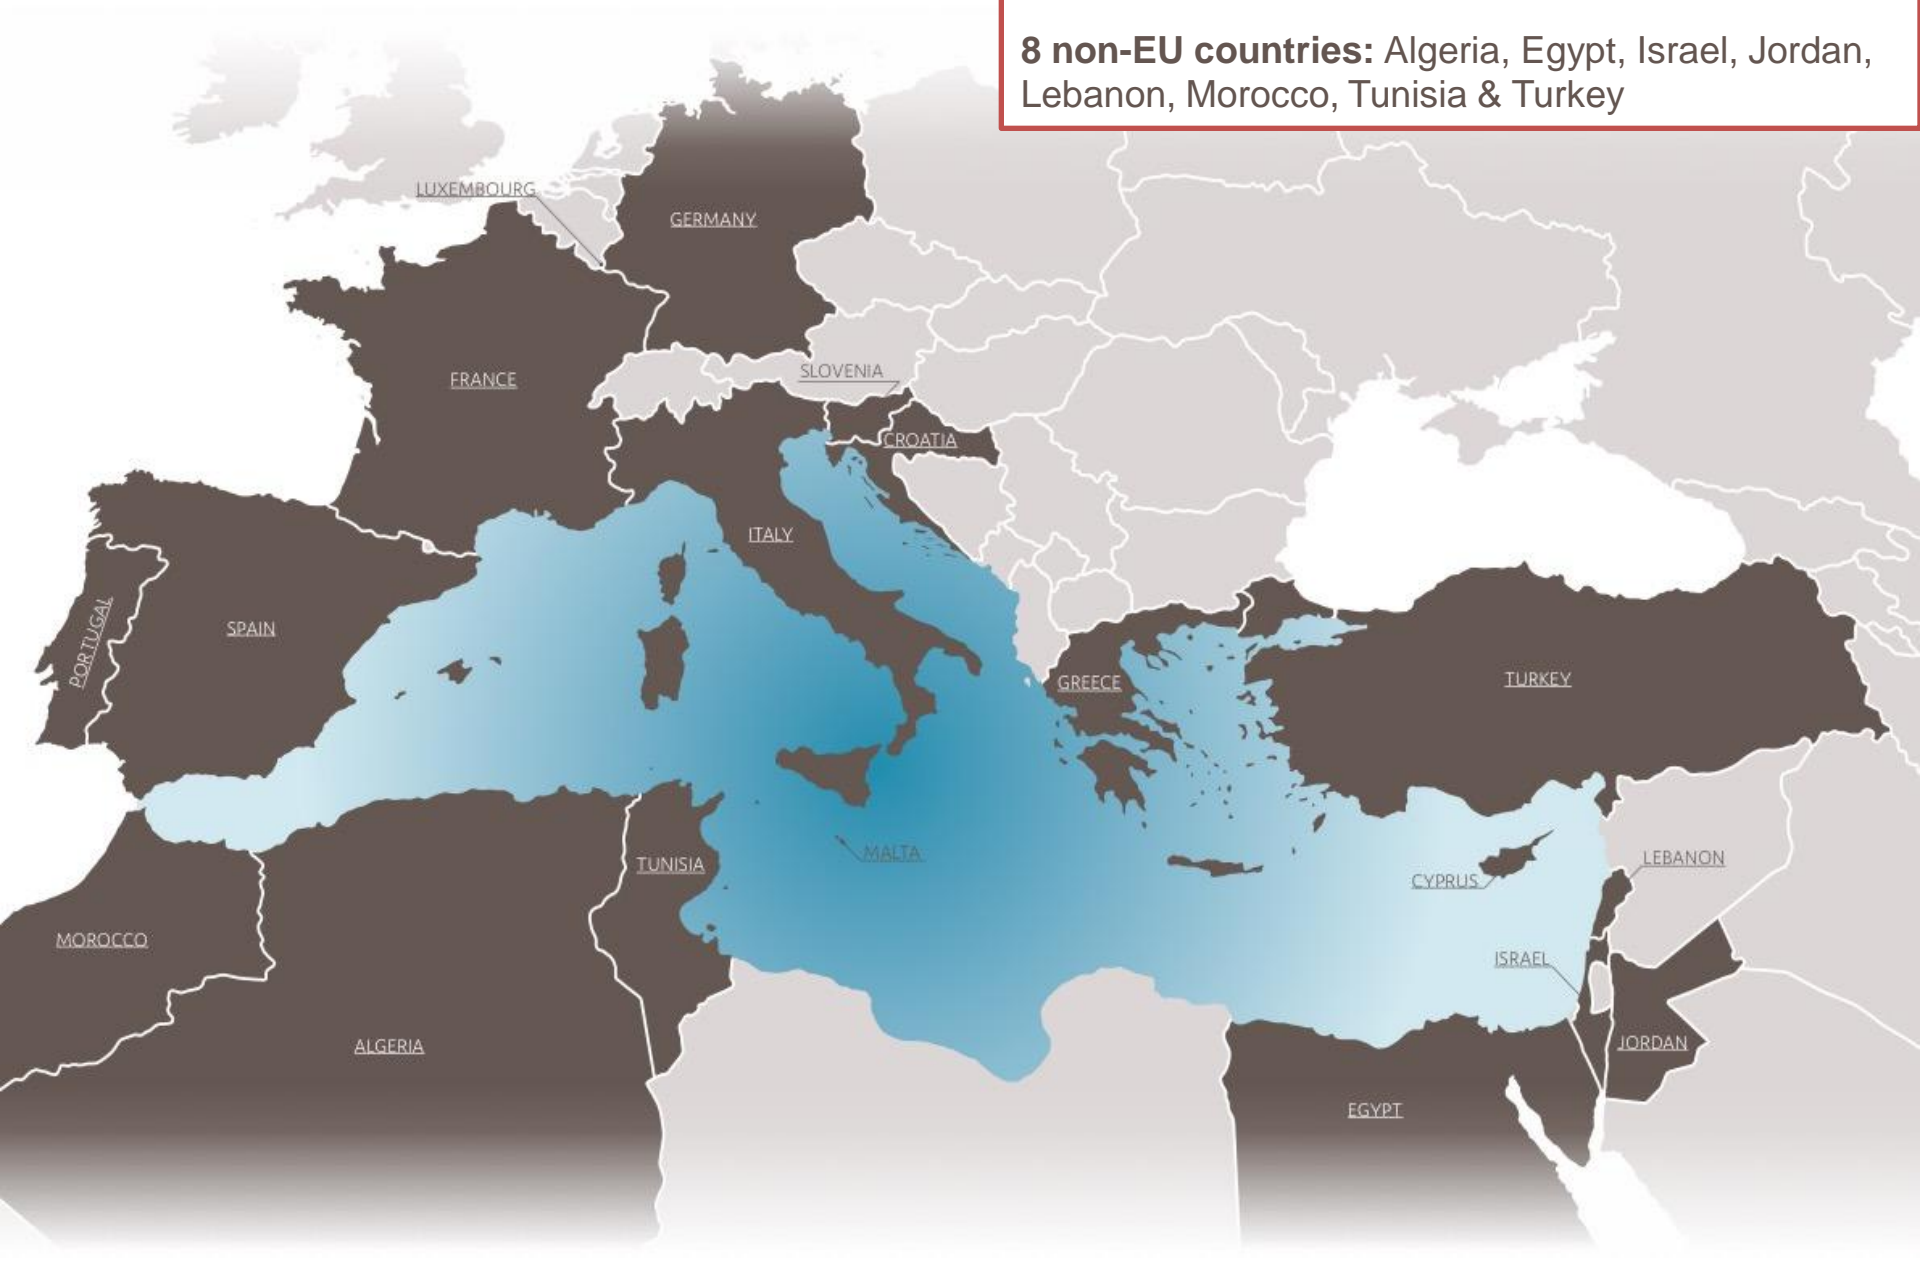 8 non-EU countries: Algeria, Egypt, Israel, Jordan,
Lebanon, Morocco, Tunisia & Turkey
LUXEMBOURG
GERMANY
FRANCE
SLOVENIA
CROATIA
ITALY
PORTUGAL
SPAIN
GREECE
TURKEY
MALTA
TUNISIA
CYPRUS
LEBANON
MOROCCO
ISRAEL
ALGERIA
JORDAN
EGYPT